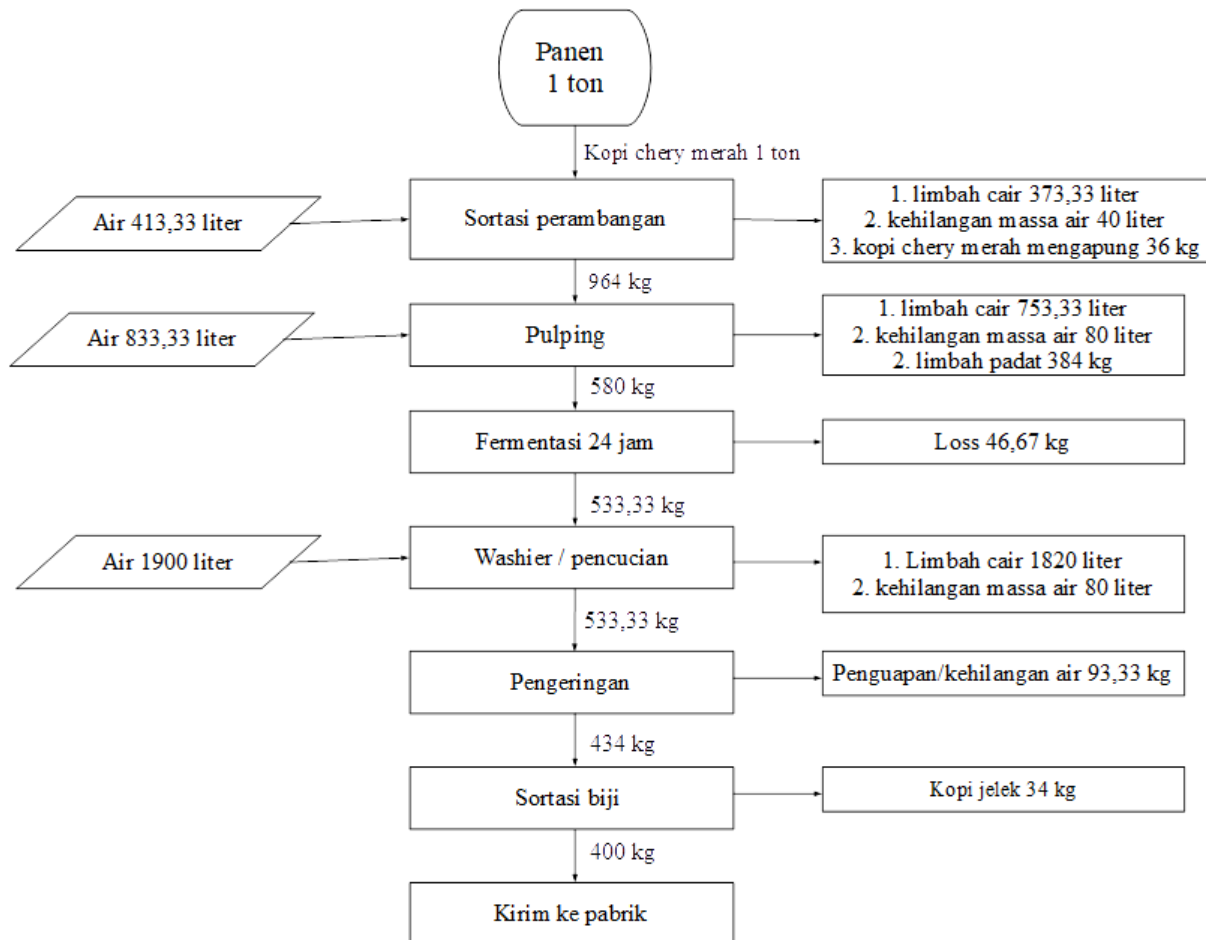 Panen
1 ton
Kopi chery merah 1 ton
Air 413,33 liter
Sortasi perambangan
1. limbah cair 373,33 liter
2. kehilangan massa air 40 liter
3. kopi chery merah mengapung 36 kg
964 kg
Air 833,33 liter
Pulping
1. limbah cair 753,33 liter
2. kehilangan massa air 80 liter
2. limbah padat 384 kg
580 kg
Fermentasi 24 jam
Loss 46,67 kg
533,33 kg
Air 1900 liter
Washier / pencucian
1. Limbah cair 1820 liter
2. kehilangan massa air 80 liter
533,33 kg
Pengeringan
Penguapan/kehilangan air 93,33 kg
434 kg
Sortasi biji
Kopi jelek 34 kg
400 kg
Kirim ke pabrik